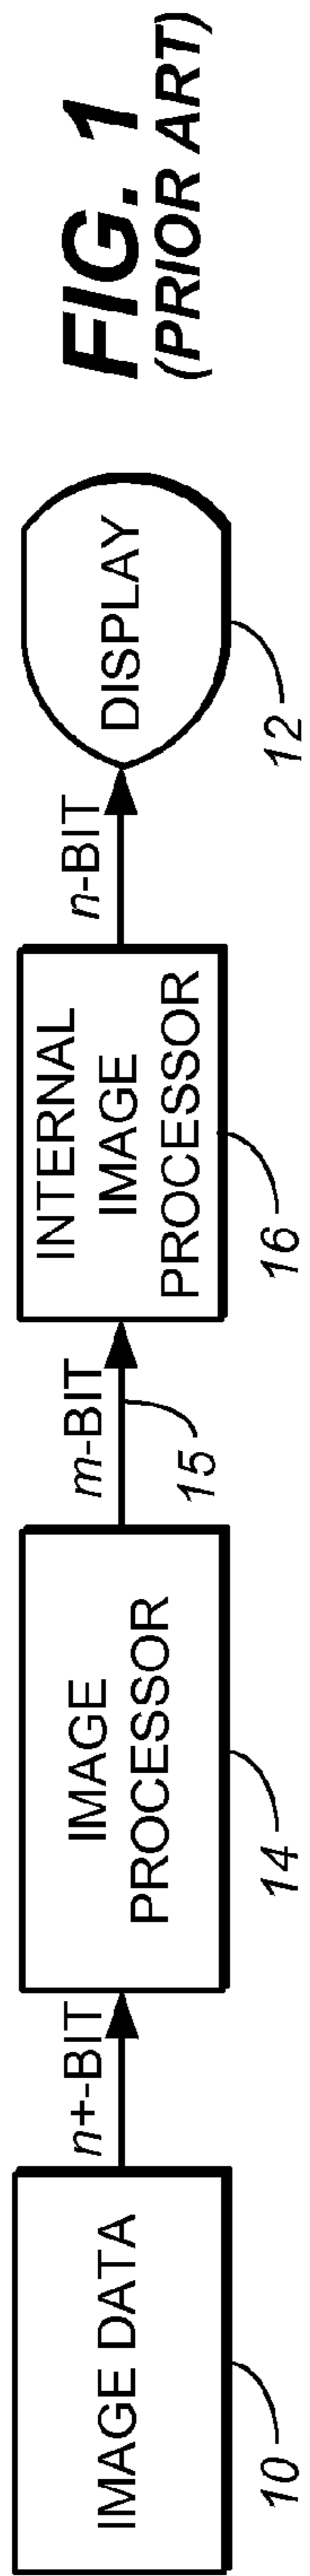 IMAGE DATA
10
n+-BIT
IMAGE
PROCESSOR
14
m-BIT
15
INTERNAL
IMAGE
PROCESSOR
16
n-BIT
DISPLAY
12
FIG. 1
(PRIOR ART)